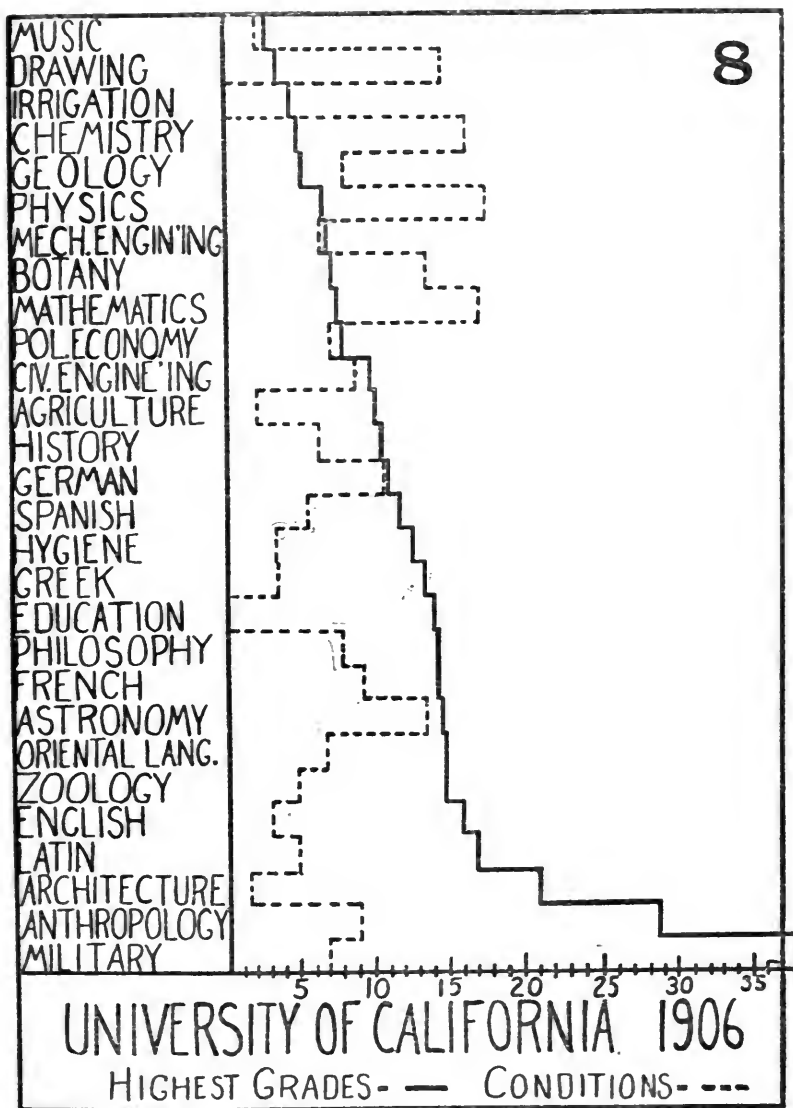 8
MUSIC
DRAWING
IRRIGATION
CHEMISTRY
GEOLOGY
PHYSICS
MECH.ENGIN'ING
BOTANY
MATHEMATICS
POL.ECONOMY
CIV.ENGINE'ING
AGRICULTURE
HISTORY
GERMAN
SPANISH
HYGIENE
GREEK
EDUCATION
PHILOSOPHY
FRENCH
ASTRONOMY
ORIENTAL LANG.
ZOOLOGY
ENGLISH
LATIN
ARCHITECTURE
ANTHROPOLOGY
MILITARY
5 10 15 20 25 30 35
UNIVERSITY OF CALIFORNIA. 1906
HIGHEST GRADES- — CONDITIONS----